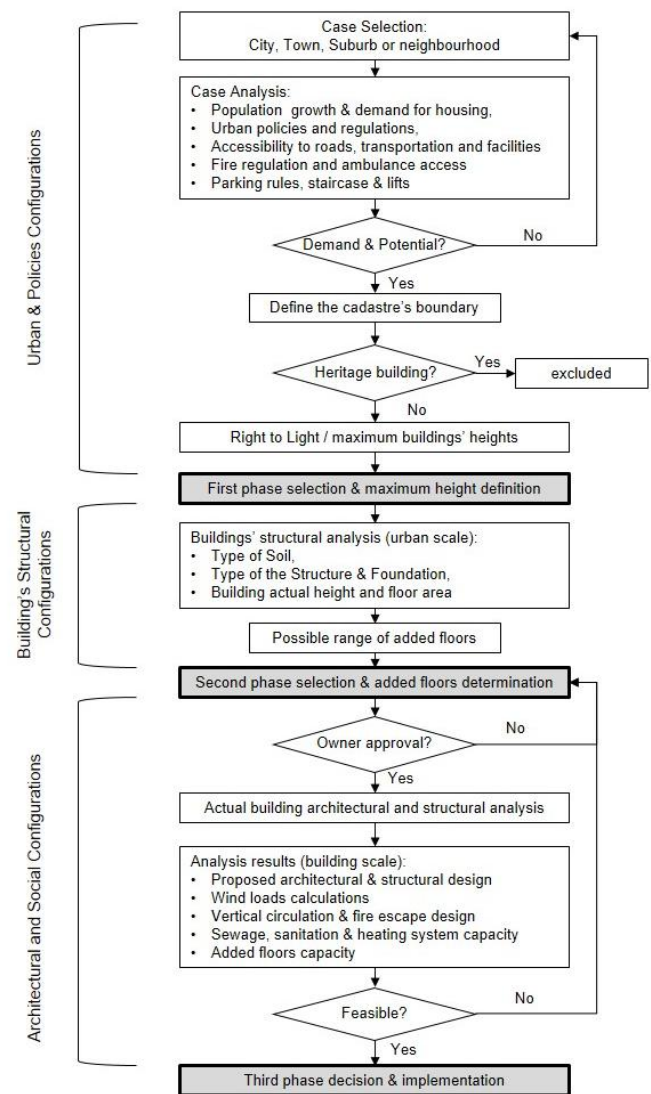 Case Selection:
City, Town, Suburb or neighbourhood
Case Analysis:
• Population growth & demand for housing,
• Urban policies and regulations,
• Accessibility to roads, transportation and facilities
• Fire regulation and ambulance access
• Parking rules, staircase & lifts
Urban & Policies Configurations
Demand & Potential?
No
Yes
Define the cadastre's boundary
Heritage building?
Yes
excluded
No
Right to Light / maximum buildings' heights
First phase selection & maximum height definition
Building's Structural
Configurations
Buildings' structural analysis (urban scale):
• Type of Soil,
• Type of the Structure & Foundation,
• Building actual height and floor area
Possible range of added floors
Second phase selection & added floors determination
Architectural and Social Configurations
Owner approval?
No
Yes
Actual building architectural and structural analysis
Analysis results (building scale):
• Proposed architectural & structural design
• Wind loads calculations
• Vertical circulation & fire escape design
• Sewage, sanitation & heating system capacity
• Added floors capacity
Feasible?
No
Yes
Third phase decision & implementation